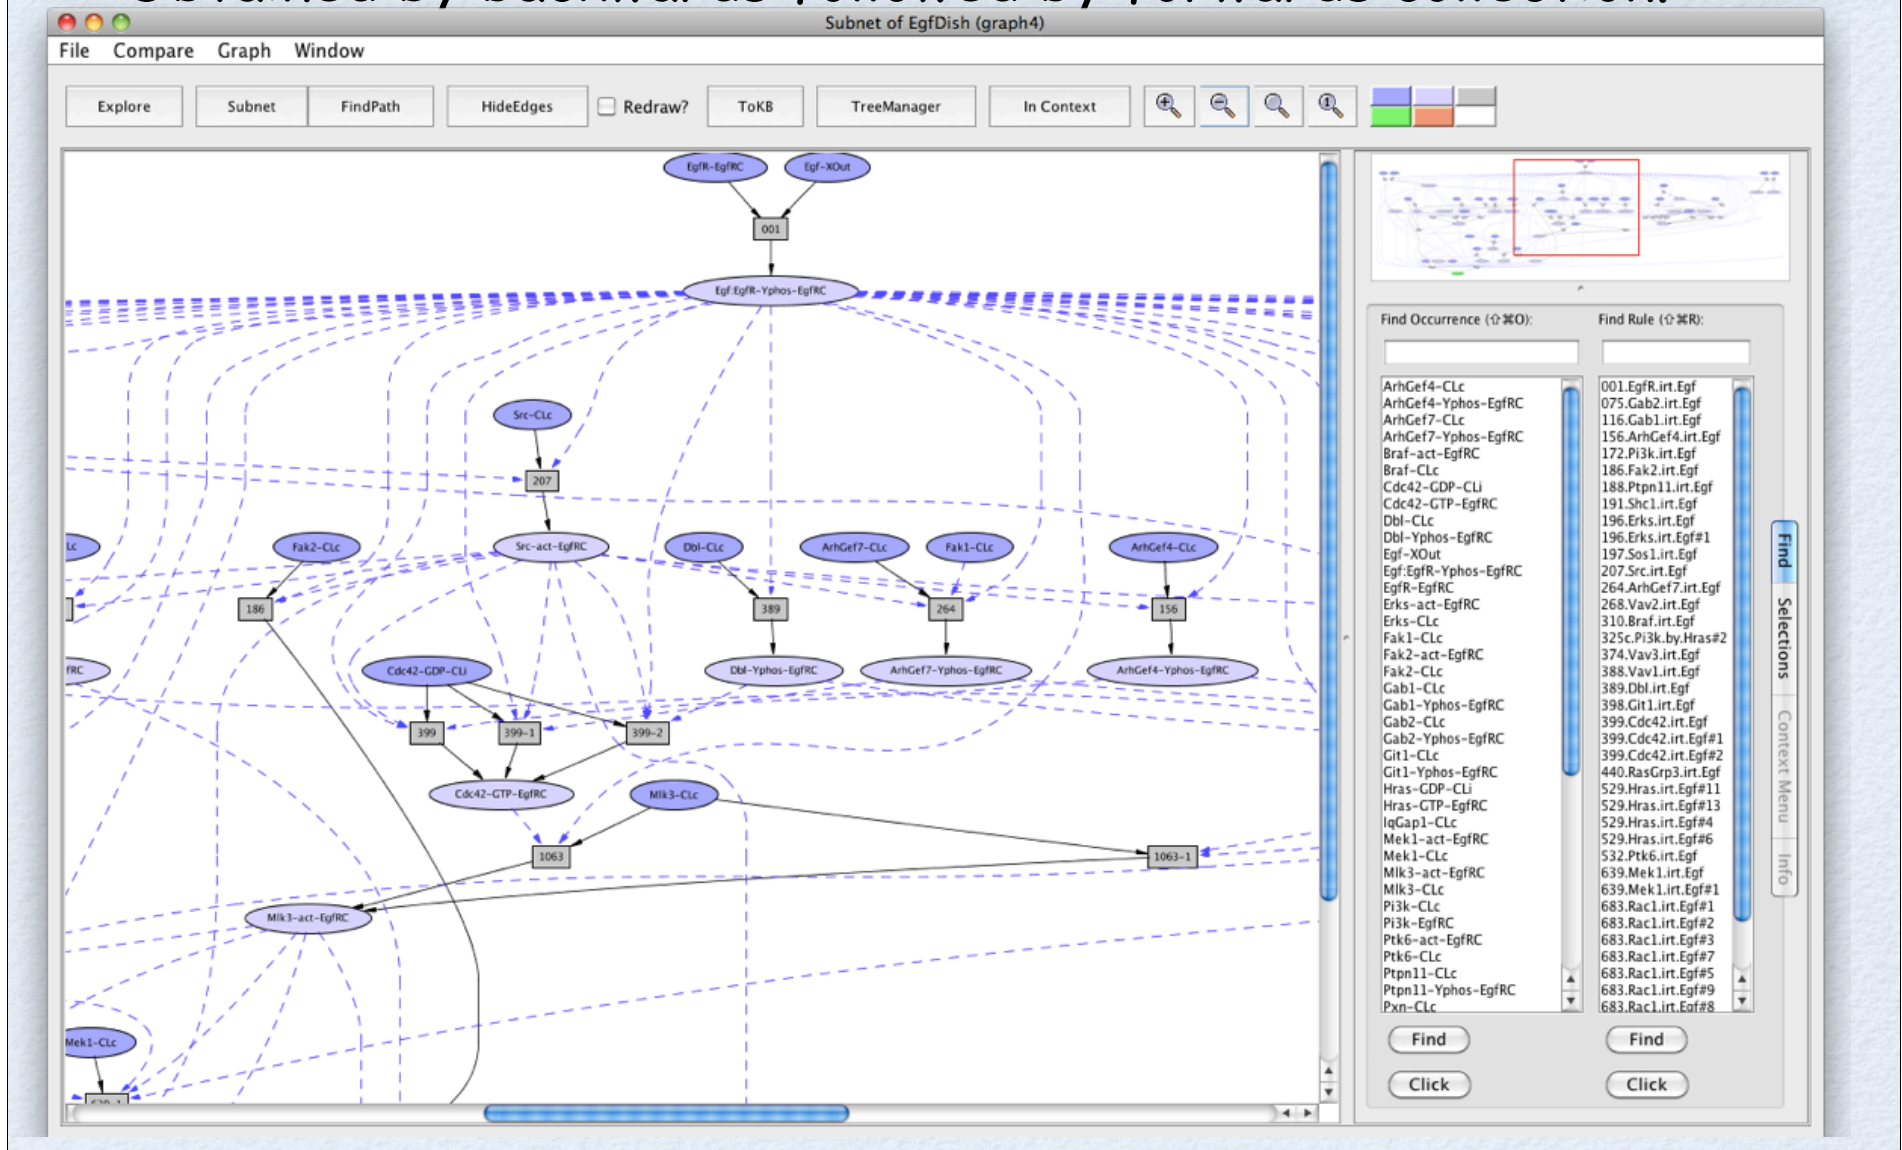 Obtained by backwards followed by forwards collection.
Subnet of EgfDish (graph4)
File Compare Graph Window
Explore Subnet FindPath HideEdges Redraw? ToKB TreeManager In Context
EgfR-EgfRC Egf-XOut
001
Egf:EgfR-Yphos-EgfRC
Src-CLc
207
Lc Fak2-CLc Src-act-EgfRC Dbl-CLc ArhGef7-CLc Fak1-CLc ArhGef4-CLc
186 389 264 156
fRC Cdc42-GDP-CLi Dbl-Yphos-EgfRC ArhGef7-Yphos-EgfRC ArhGef4-Yphos-EgfRC
399 399-1 399-2
Cdc42-GTP-EgfRC Mlk3-CLc
1063 1063-1
Mlk3-act-EgfRC
Mek1-CLc
639-1
Find Occurrence (⇧⌘O):
ArhGef4-CLc
ArhGef4-Yphos-EgfRC
ArhGef7-CLc
ArhGef7-Yphos-EgfRC
Braf-act-EgfRC
Braf-CLc
Cdc42-GDP-CLi
Cdc42-GTP-EgfRC
Dbl-CLc
Dbl-Yphos-EgfRC
Egf-XOut
Egf:EgfR-Yphos-EgfRC
EgfR-EgfRC
Erks-act-EgfRC
Erks-CLc
Fak1-CLc
Fak2-act-EgfRC
Fak2-CLc
Gab1-CLc
Gab1-Yphos-EgfRC
Gab2-CLc
Gab2-Yphos-EgfRC
Git1-CLc
Git1-Yphos-EgfRC
Hras-GDP-CLi
Hras-GTP-EgfRC
IqGap1-CLc
Mek1-act-EgfRC
Mek1-CLc
Mlk3-act-EgfRC
Mlk3-CLc
Pi3k-CLc
Pi3k-EgfRC
Ptk6-act-EgfRC
Ptk6-CLc
Ptpn11-CLc
Ptpn11-Yphos-EgfRC
Pxn-CLc
Find
Click
Find Rule (⇧⌘R):
001.EgfR.irt.Egf
075.Gab2.irt.Egf
116.Gab1.irt.Egf
156.ArhGef4.irt.Egf
172.Pi3k.irt.Egf
186.Fak2.irt.Egf
188.Ptpn11.irt.Egf
191.Shc1.irt.Egf
196.Erks.irt.Egf
196.Erks.irt.Egf#1
197.Sos1.irt.Egf
207.Src.irt.Egf
264.ArhGef7.irt.Egf
268.Vav2.irt.Egf
310.Braf.irt.Egf
325c.Pi3k.by.Hras#2
374.Vav3.irt.Egf
388.Vav1.irt.Egf
389.Dbl.irt.Egf
398.Git1.irt.Egf
399.Cdc42.irt.Egf
399.Cdc42.irt.Egf#1
399.Cdc42.irt.Egf#2
440.RasGrp3.irt.Egf
529.Hras.irt.Egf#11
529.Hras.irt.Egf#13
529.Hras.irt.Egf#4
529.Hras.irt.Egf#6
532.Ptk6.irt.Egf
639.Mek1.irt.Egf
639.Mek1.irt.Egf#1
683.Rac1.irt.Egf#1
683.Rac1.irt.Egf#2
683.Rac1.irt.Egf#3
683.Rac1.irt.Egf#7
683.Rac1.irt.Egf#5
683.Rac1.irt.Egf#9
683.Rac1.irt.Egf#8
Find
Click
Find
Selections
Context Menu
Info